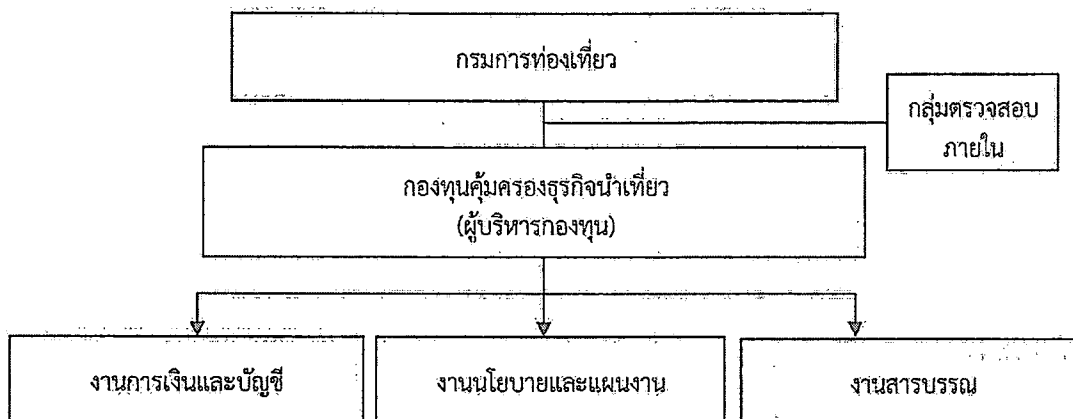 กรมการท่องเที่ยว
กลุ่มตรวจสอบ
ภายใน
กองทุนคุ้มครองธุรกิจนำเที่ยว
(ผู้บริหารกองทุน)
งานการเงินและบัญชี
งานนโยบายและแผนงาน
งานสารบรรณ